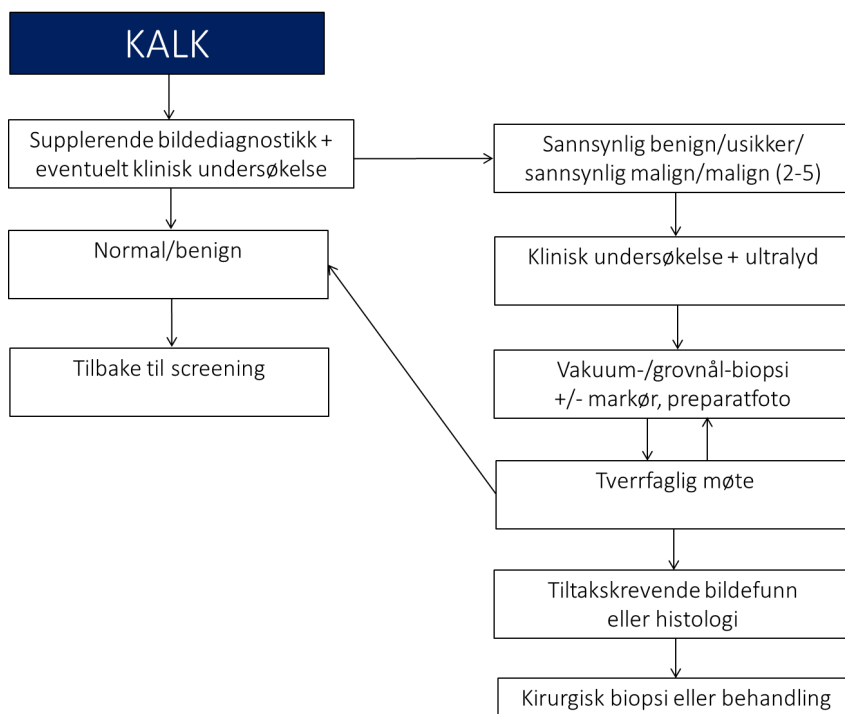 KALK
Supplerende bildediagnostikk +
eventuelt klinisk undersøkelse
Normal/benign
Tilbake til screening
Sannsynlig benign/usikker/
sannsynlig malign/malign (2-5)
Klinisk undersøkelse + ultralyd
Vakuum-/grovnål-biopsi
+/- markør, preparatfoto
Tverrfaglig møte
Tiltakskrevende bildefunn
eller histologi
Kirurgisk biopsi eller behandling